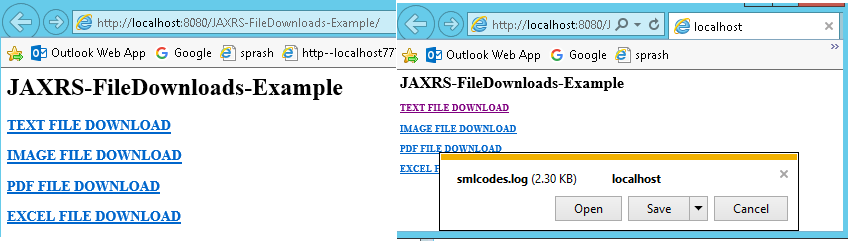 http://localhost:8080/JAXRS-FileDownloads-Example/
Outlook Web App Google sprash http--localhost77
JAXRS-FileDownloads-Example
TEXT FILE DOWNLOAD
IMAGE FILE DOWNLOAD
PDF FILE DOWNLOAD
EXCEL FILE DOWNLOAD
http://localhost:8080/J
localhost
Outlook Web App Google sprash
JAXRS-FileDownloads-Example
TEXT FILE DOWNLOAD
IMAGE FILE DOWNLOAD
PDF FILE DOWNLOAD
EXCEL FILE D
smlcodes.log (2.30 KB) localhost
Open Save Cancel